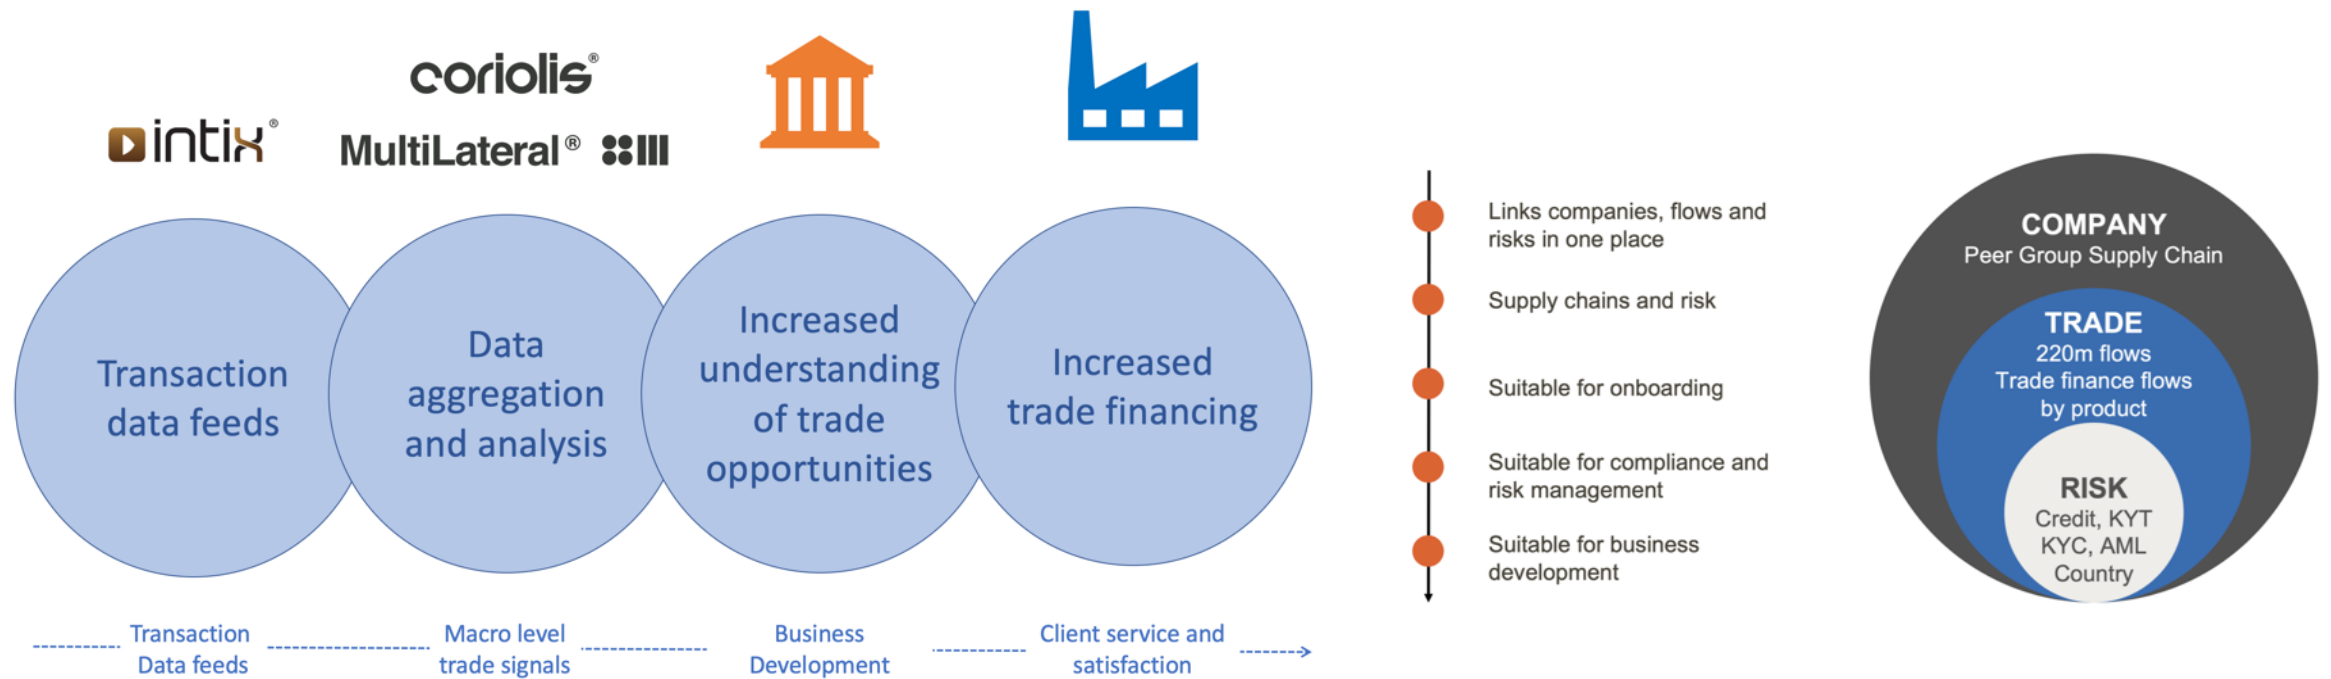 coriolis®
intix®
MultiLateral®
Transaction
data feeds
Data
aggregation
and analysis
Increased
understanding
of trade
opportunities
Increased
trade financing
Transaction
Data feeds
Macro level
trade signals
Business
Development
Client service and
satisfaction
Links companies, flows and
risks in one place
Supply chains and risk
Suitable for onboarding
Suitable for compliance and
risk management
Suitable for business
development
COMPANY
Peer Group Supply Chain
TRADE
220m flows
Trade finance flows
by product
RISK
Credit, KYT
KYC, AML
Country